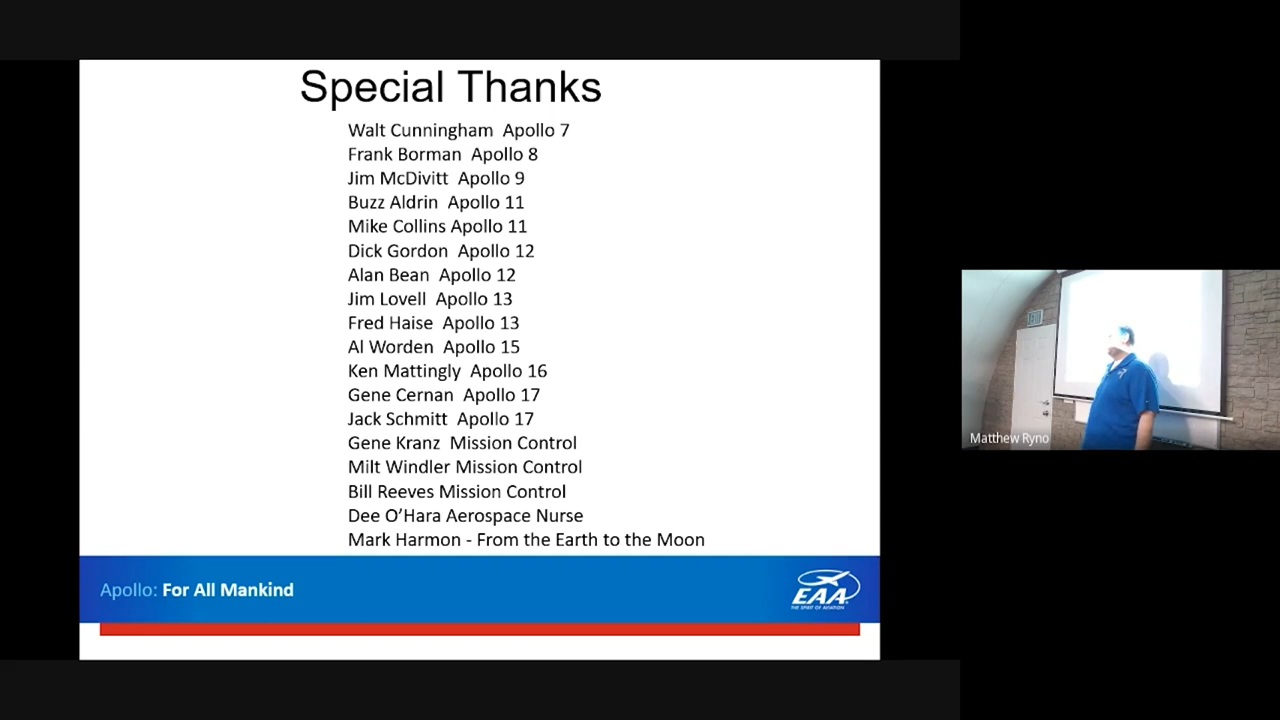 Special Thanks
Walt Cunningham  Apollo 7
Frank Borman  Apollo 8
Jim McDivitt  Apollo 9
Buzz Aldrin  Apollo 11
Mike Collins Apollo 11
Dick Gordon  Apollo 12
Alan Bean  Apollo 12
Jim Lovell  Apollo 13
Fred Haise  Apollo 13
Al Worden  Apollo 15
Ken Mattingly  Apollo 16
Gene Cernan  Apollo 17
Jack Schmitt  Apollo 17
Gene Kranz  Mission Control
Milt Windler Mission Control
Bill Reeves Mission Control
Dee O’Hara Aerospace Nurse
Mark Harmon - From the Earth to the Moon
Apollo: For All Mankind
EAA
THE SPIRIT OF AVIATION
Matthew Ryno